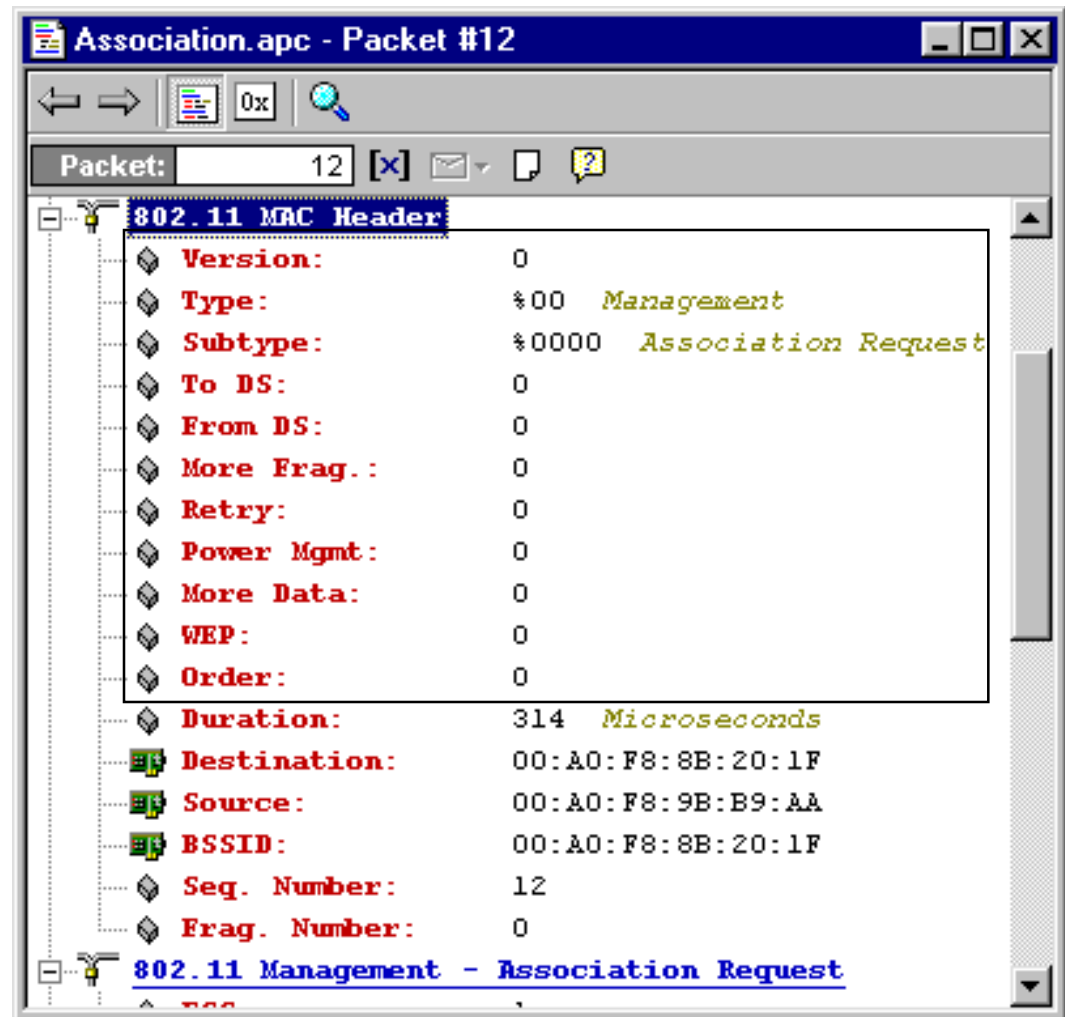 Association.apc - Packet #12
0x
Packet: 12 [x] ?
802.11 MAC Header
Version: 0
Type: %00 Management
Subtype: %0000 Association Request
To DS: 0
From DS: 0
More Frag.: 0
Retry: 0
Power Mgmt: 0
More Data: 0
WEP: 0
Order: 0
Duration: 314 Microseconds
Destination: 00:A0:F8:8B:20:1F
Source: 00:A0:F8:9B:B9:AA
BSSID: 00:A0:F8:8B:20:1F
Seq. Number: 12
Frag. Number: 0
802.11 Management - Association Request